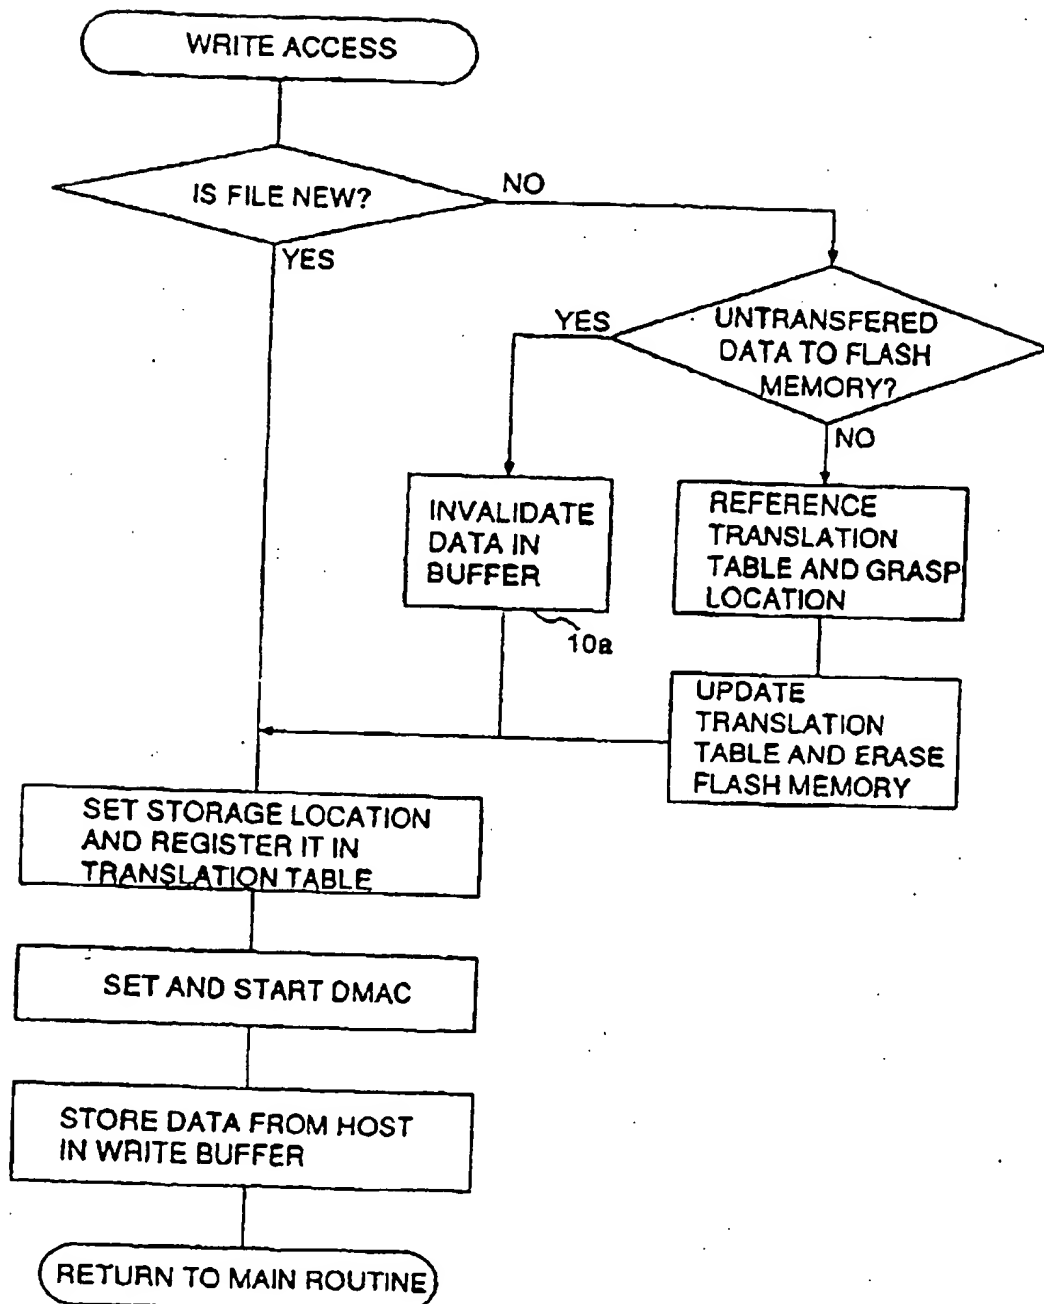 WRITE ACCESS
IS FILE NEW?
NO
YES
YES
UNTRANSFERED
DATA TO FLASH
MEMORY?
NO
INVALIDATE
DATA IN
BUFFER
10a
REFERENCE
TRANSLATION
TABLE AND GRASP
LOCATION
UPDATE
TRANSLATION
TABLE AND ERASE
FLASH MEMORY
SET STORAGE LOCATION
AND REGISTER IT IN
TRANSLATION TABLE
SET AND START DMAC
STORE DATA FROM HOST
IN WRITE BUFFER
RETURN TO MAIN ROUTINE